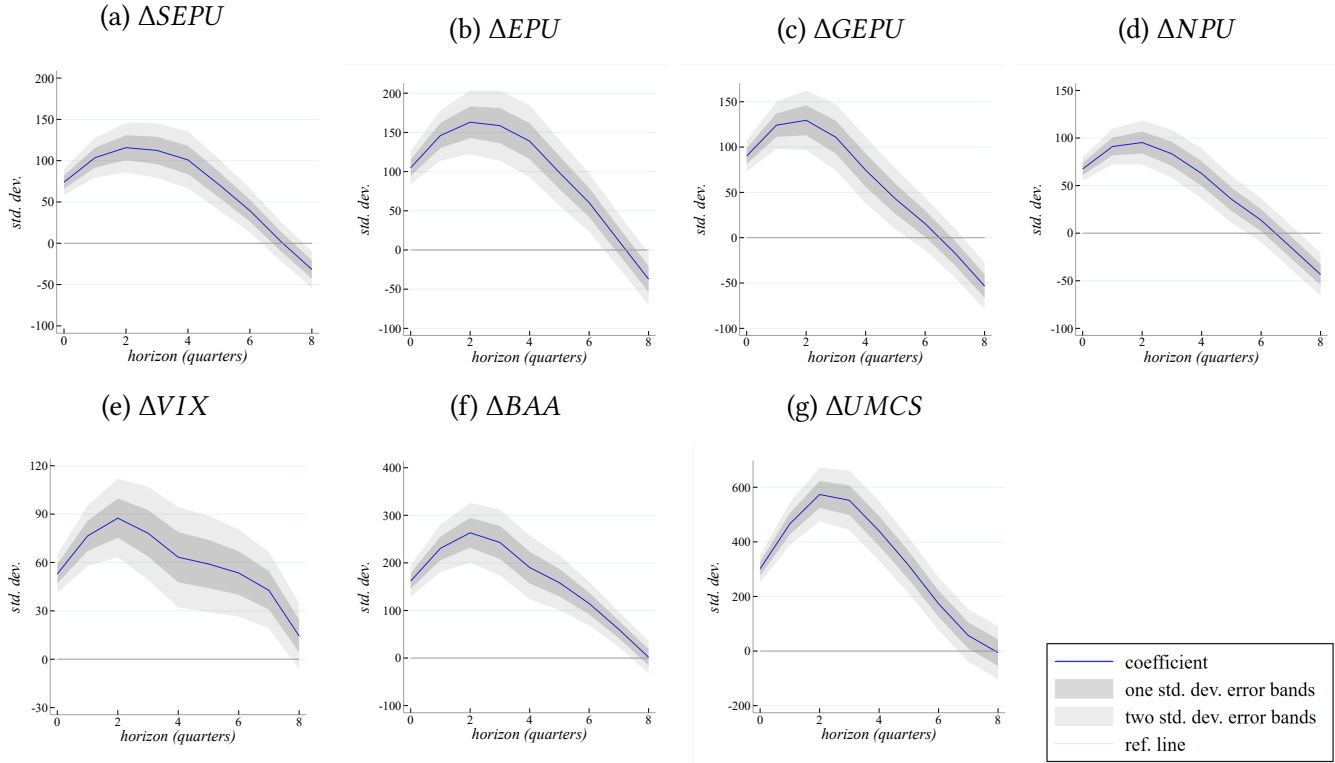 (a) ΔSEPU
std. dev.
200
150
100
50
0
-50
-100
0 2 4 6 8
horizon (quarters)
(b) ΔEPU
std. dev.
200
150
100
50
0
-50
-100
0 2 4 6 8
horizon (quarters)
(c) ΔGEPU
std. dev.
150
100
50
0
-50
-100
0 2 4 6 8
horizon (quarters)
(d) ΔNPU
std. dev.
150
100
50
0
-50
-100
0 2 4 6 8
horizon (quarters)
(e) ΔVIX
std. dev.
120
90
60
30
0
-30
0 2 4 6 8
horizon (quarters)
(f) ΔBAA
std. dev.
400
300
200
100
0
-100
0 2 4 6 8
horizon (quarters)
(g) ΔUMCS
std. dev.
600
400
200
0
-200
0 2 4 6 8
horizon (quarters)
coefficient
one std. dev. error bands
two std. dev. error bands
ref. line